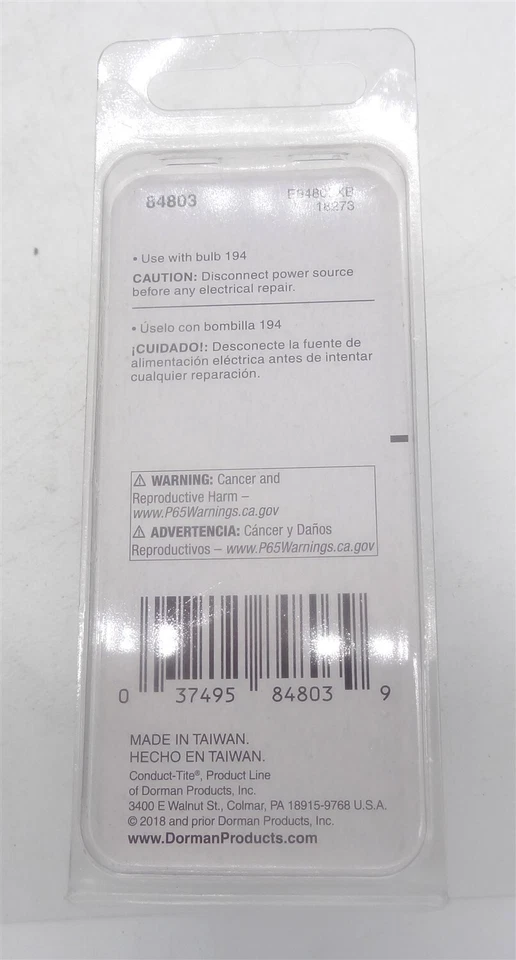 84803
18273
• Use with bulb 194
CAUTION: Disconnect power source
before any electrical repair.
• Úselo con bombilla 194
¡CUIDADO!: Desconecte la fuente de
alimentación eléctrica antes de intentar
cualquier reparación.
⚠ WARNING: Cancer and
Reproductive Harm –
www.P65Warnings.ca.gov
⚠ ADVERTENCIA: Cáncer y Daños
Reproductivos – www.P65Warnings.ca.gov
0 37495 84803 9
MADE IN TAIWAN.
HECHO EN TAIWAN.
Conduct-Tite®, Product Line
of Dorman Products, Inc.
3400 E Walnut St., Colmar, PA 18915-9768 U.S.A.
© 2018 and prior Dorman Products, Inc.
www.DormanProducts.com